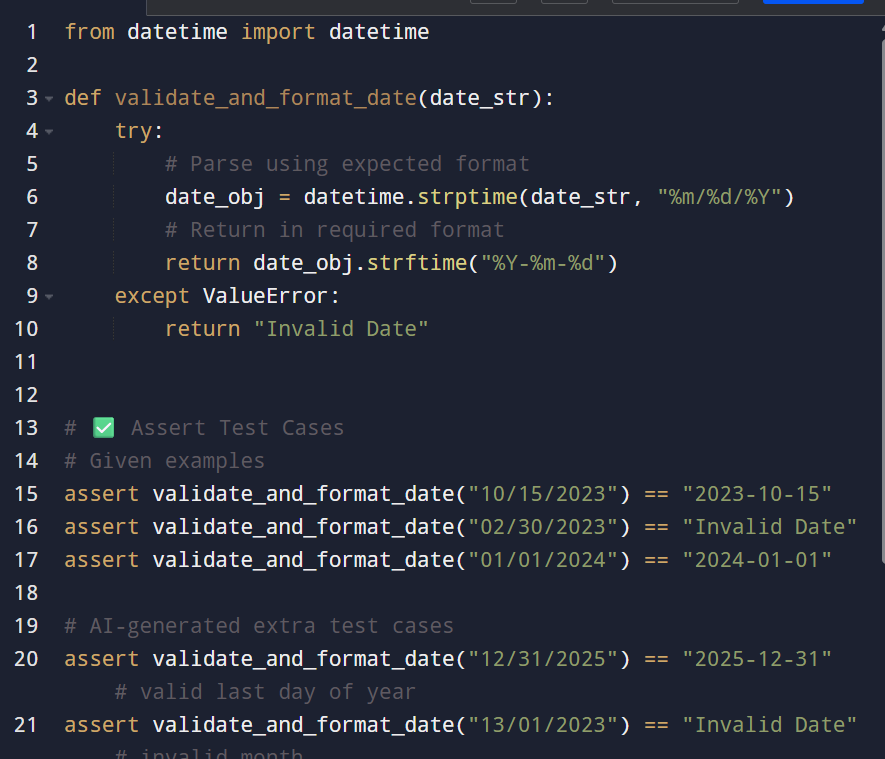 1 from datetime import datetime
2
3 def validate_and_format_date(date_str):
4     try:
5         # Parse using expected format
6         date_obj = datetime.strptime(date_str, "%m/%d/%Y")
7         # Return in required format
8         return date_obj.strftime("%Y-%m-%d")
9     except ValueError:
10         return "Invalid Date"
11
12
13 # ✅ Assert Test Cases
14 # Given examples
15 assert validate_and_format_date("10/15/2023") == "2023-10-15"
16 assert validate_and_format_date("02/30/2023") == "Invalid Date"
17 assert validate_and_format_date("01/01/2024") == "2024-01-01"
18
19 # AI-generated extra test cases
20 assert validate_and_format_date("12/31/2025") == "2025-12-31"
    # valid last day of year
21 assert validate_and_format_date("13/01/2023") == "Invalid Date"
    # invalid month